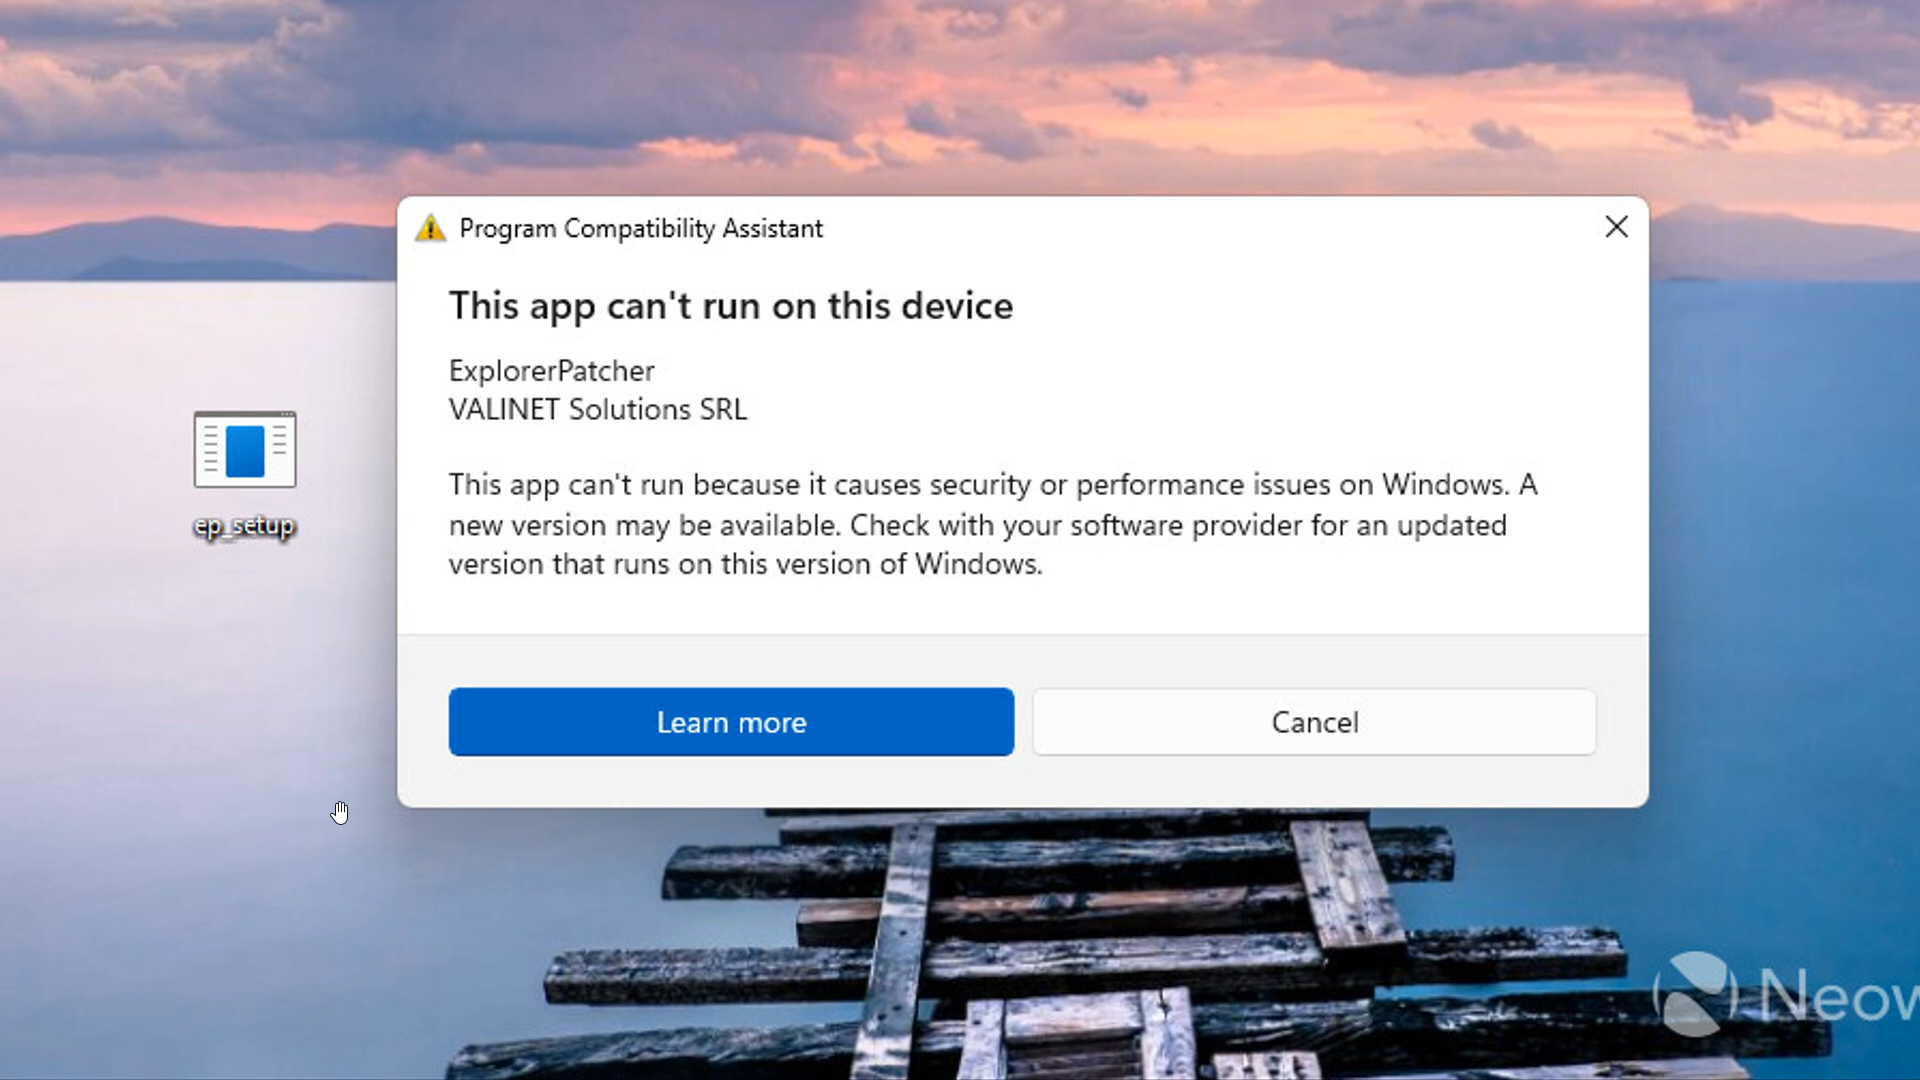 Program Compatibility Assistant
This app can't run on this device
ExplorerPatcher
VALINET Solutions SRL
This app can't run because it causes security or performance issues on Windows. A
new version may be available. Check with your software provider for an updated
version that runs on this version of Windows.
ep_setup
Learn more
Cancel
Neow